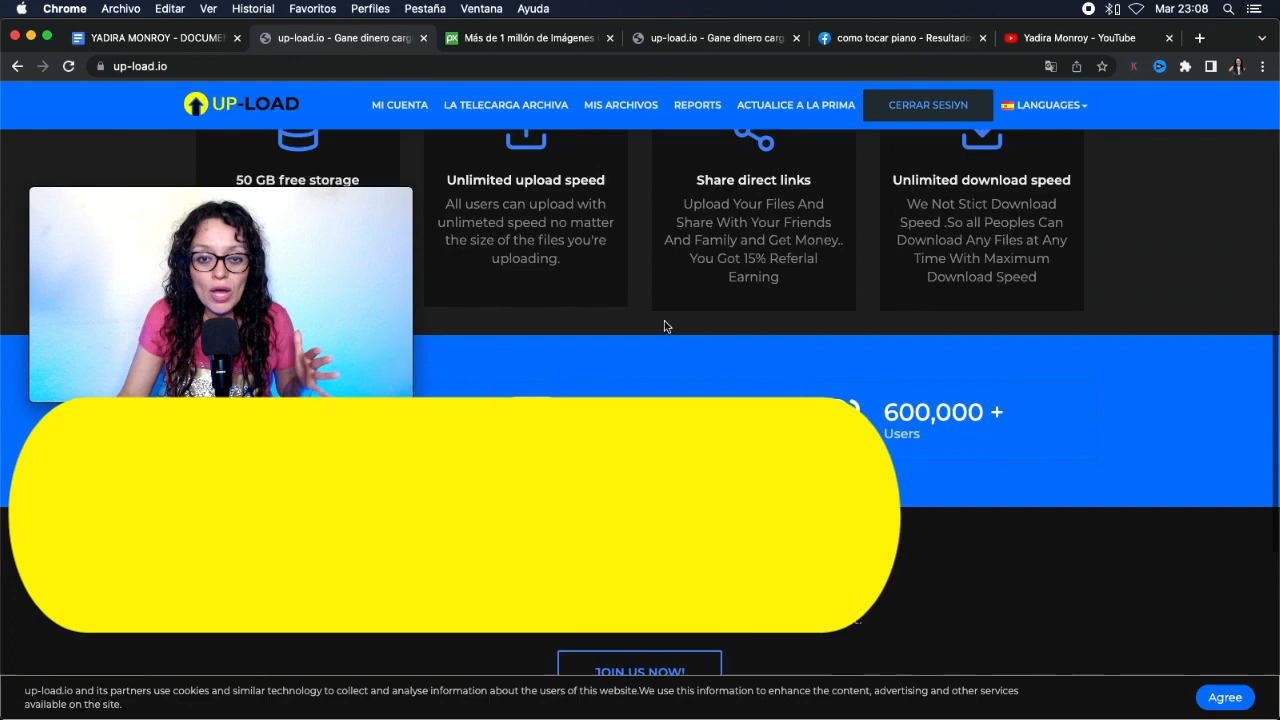 Chrome Archivo Editar Ver Historial Favoritos Perfiles Pestaña Ventana Ayuda Mar 23:08
YADIRA MONROY - DOCUME
up-load.io - Gane dinero carg
Más de 1 millón de Imágenes
up-load.io - Gane dinero carg
como tocar piano - Resultado
Yadira Monroy - YouTube
up-load.io
UP-LOAD
MI CUENTA LA TELECARGA ARCHIVA MIS ARCHIVOS REPORTS ACTUALICE A LA PRIMA CERRAR SESIYN LANGUAGES
50 GB free storage
Unlimited upload speed
All users can upload with
unlimeted speed no matter
the size of the files you're
uploading.
Share direct links
Upload Your Files And
Share With Your Friends
And Family and Get Money..
You Got 15% Referlal
Earning
Unlimited download speed
We Not Stict Download
Speed .So all Peoples Can
Download Any Files at Any
Time With Maximum
Download Speed
600,000 +
Users
JOIN US NOW!
up-load.io and its partners use cookies and similar technology to collect and analyse information about the users of this website.We use this information to enhance the content, advertising and other services
available on the site.
Agree